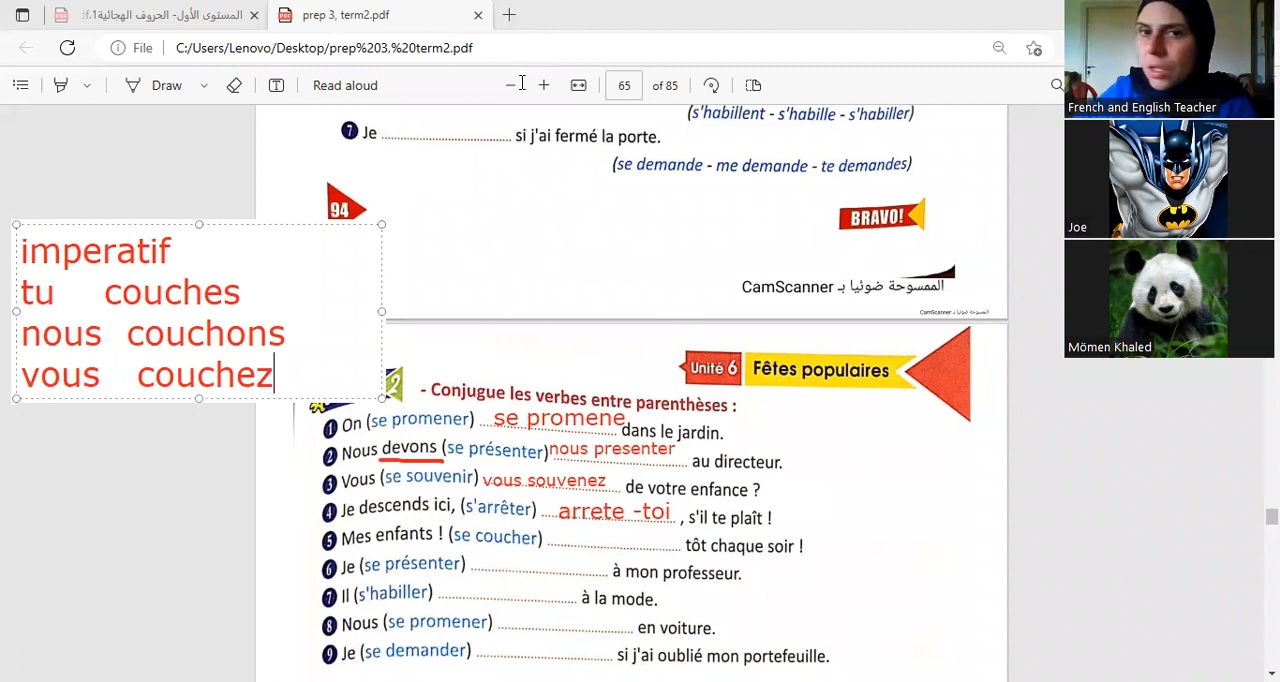 المستوى الأول- الحروف الهجائية1.df
prep 3, term2.pdf
File C:/Users/Lenovo/Desktop/prep%203.%20term2.pdf
Draw Read aloud 65 of 85
French and English Teacher
Joe
Mömen Khaled
(s'habillent - s'habille - s'habiller)
7 Je .................... si j'ai fermé la porte.
(se demande - me demande - te demandes)
94
BRAVO!
الممسوحة ضوئيا بـ CamScanner
الممسوحة ضوئيا بـ CamScanner
imperatif
tu couches
nous couchons
vous couchez
Unité 6 Fêtes populaires
2 - Conjugue les verbes entre parenthèses :
1 On (se promener) se promene dans le jardin.
2 Nous devons (se présenter) nous presenter au directeur.
3 Vous (se souvenir) vous souvenez de votre enfance ?
4 Je descends ici, (s'arrêter) arrete -toi , s'il te plaît !
5 Mes enfants ! (se coucher) .................... tôt chaque soir !
6 Je (se présenter) .................... à mon professeur.
7 Il (s'habiller) .................... à la mode.
8 Nous (se promener) .................... en voiture.
9 Je (se demander) .................... si j'ai oublié mon portefeuille.